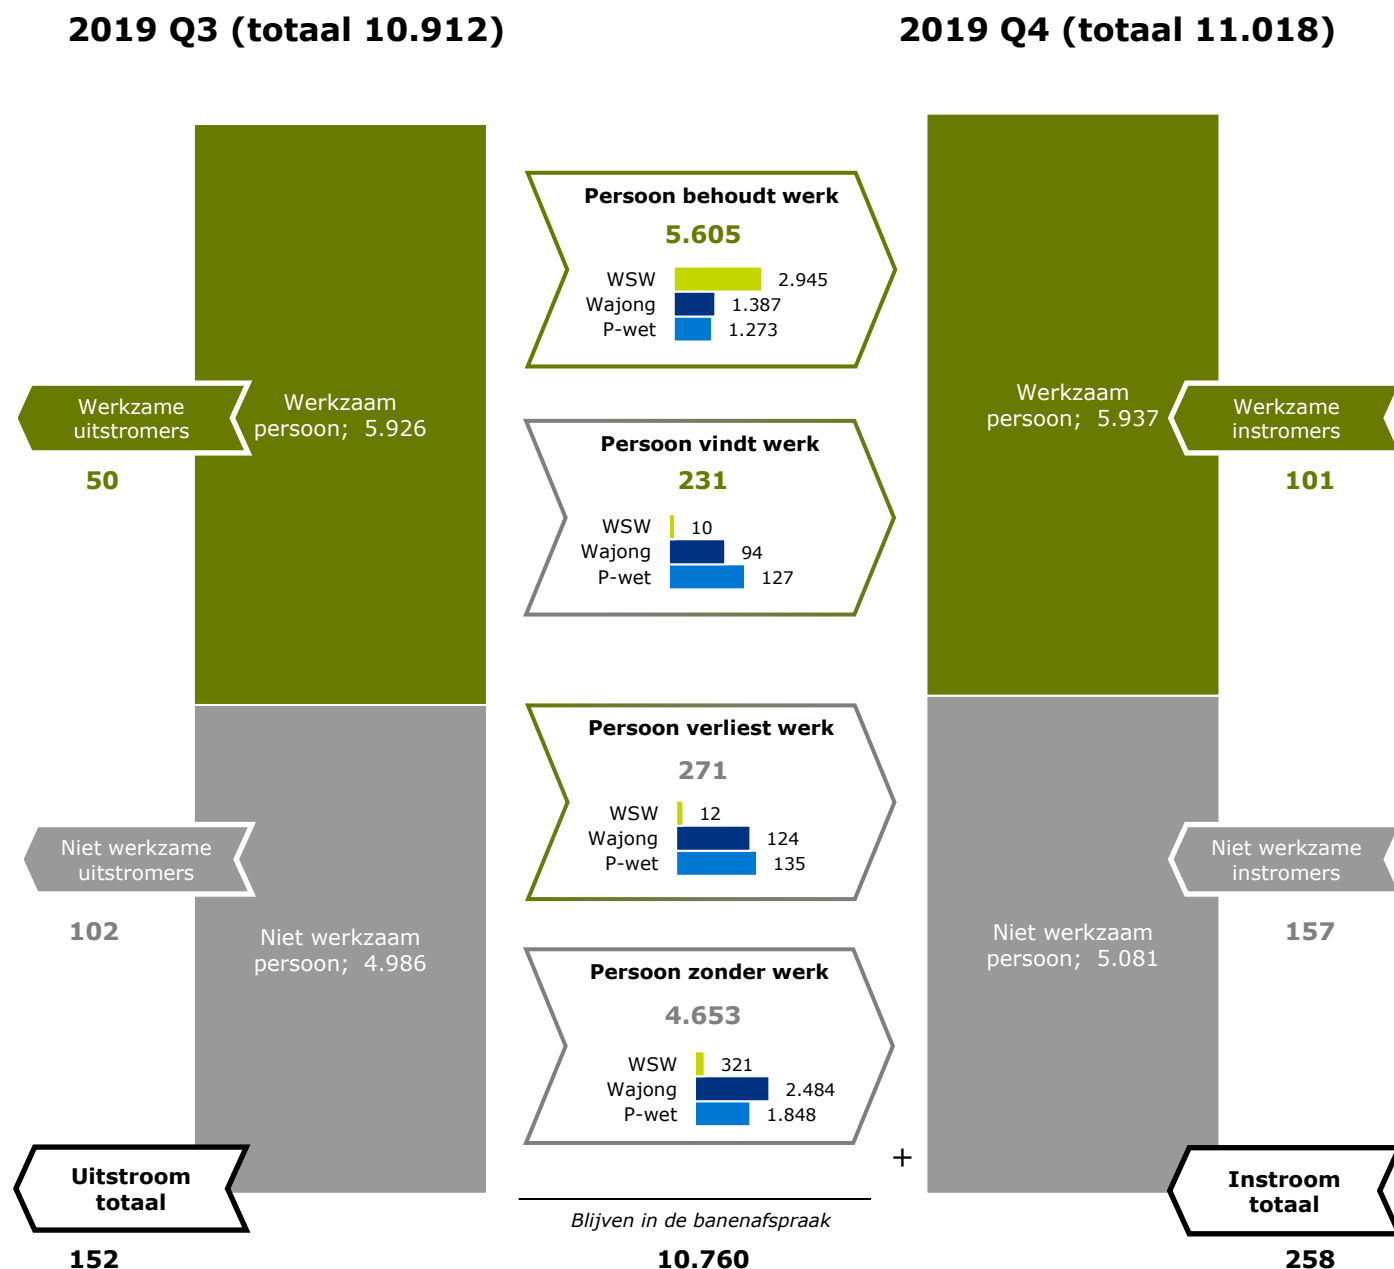 2019 Q3 (totaal 10.912)
2019 Q4 (totaal 11.018)
Werkzame
uitstromers
50
Werkzaam
persoon; 5.926
Niet werkzame
uitstromers
102
Niet werkzaam
persoon; 4.986
Uitstroom
totaal
152
Persoon behoudt werk
5.605
WSW 2.945
Wajong 1.387
P-wet 1.273
Persoon vindt werk
231
WSW 10
Wajong 94
P-wet 127
Persoon verliest werk
271
WSW 12
Wajong 124
P-wet 135
Persoon zonder werk
4.653
WSW 321
Wajong 2.484
P-wet 1.848
+
Blijven in de banenafspraak
10.760
Werkzaam
persoon; 5.937
Werkzame
instromers
101
Niet werkzaam
persoon; 5.081
Niet werkzame
instromers
157
Instroom
totaal
258